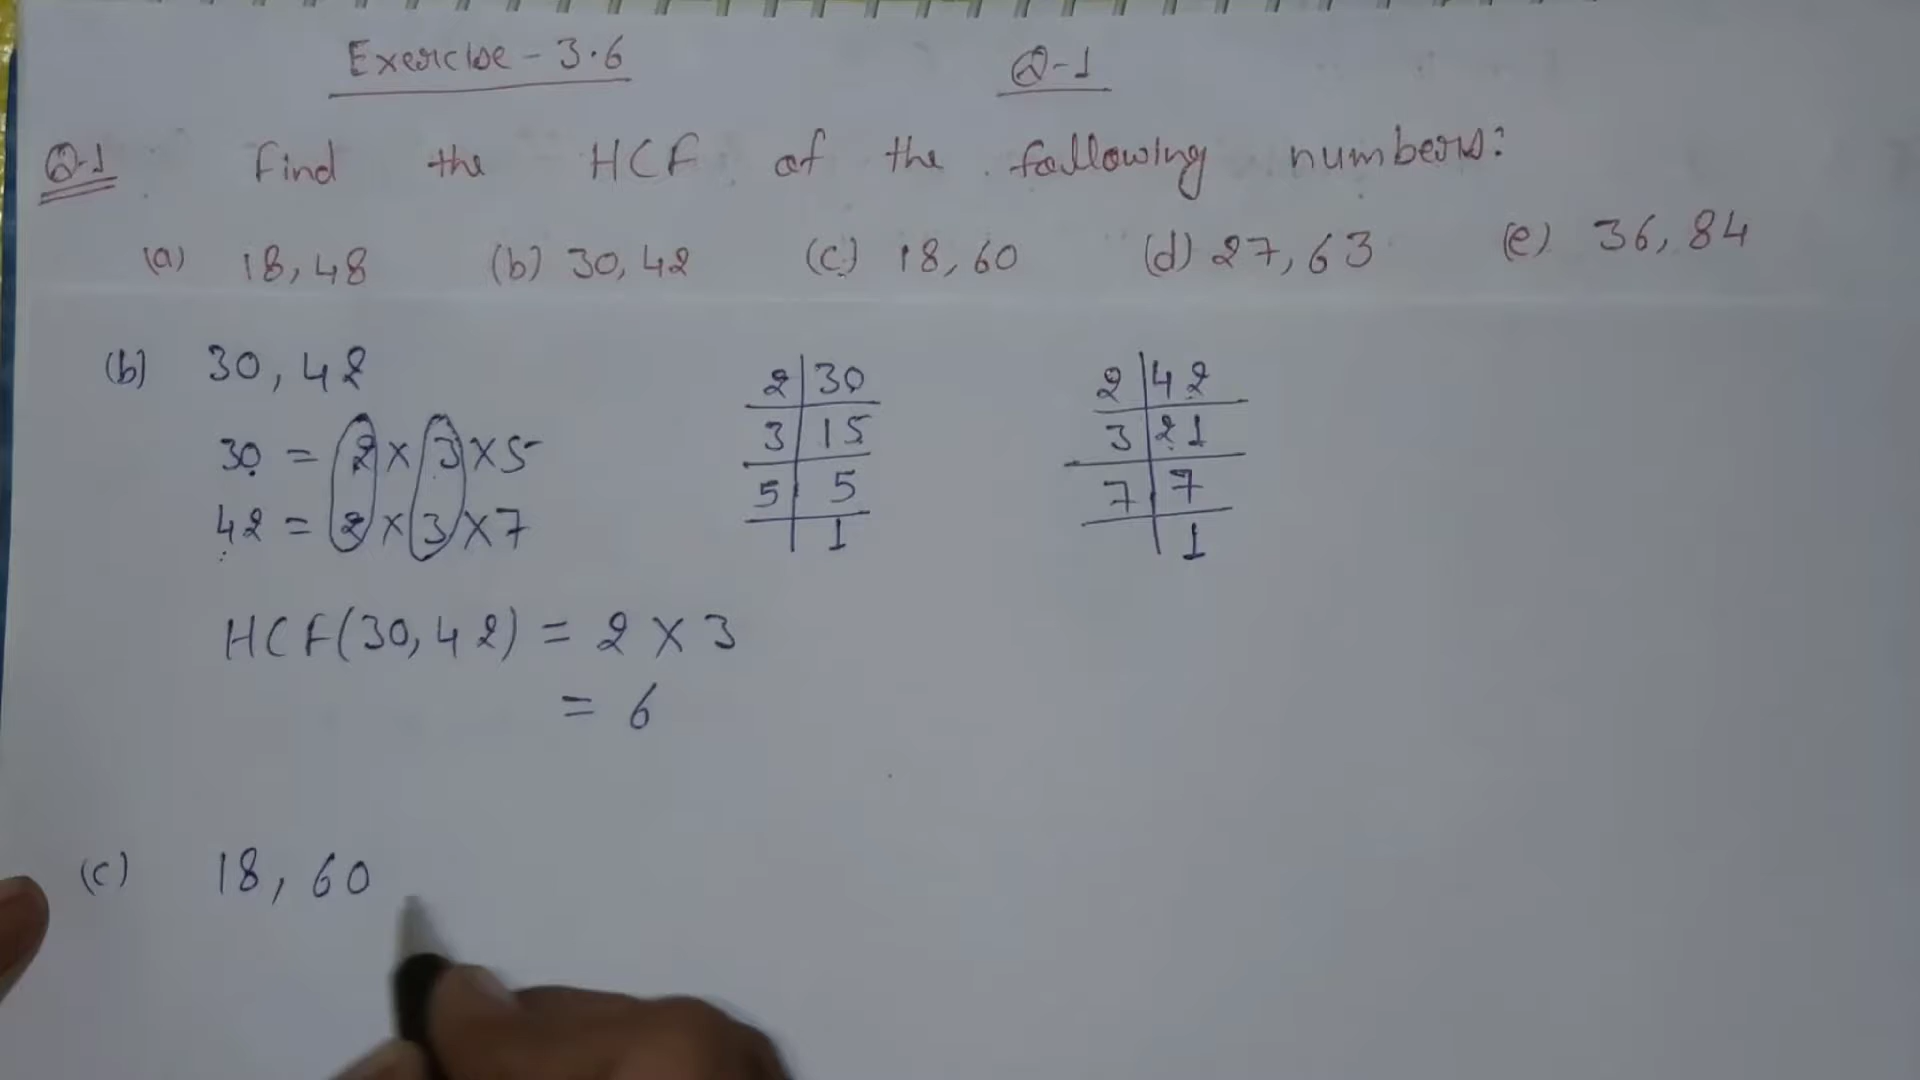 Exercise - 3.6 Q-1
Q-1 Find the HCF of the following numbers:
(a) 18, 48 (b) 30, 42 (c) 18, 60 (d) 27, 63 (e) 36, 84
(b) 30, 42
30 = 2 × 3 × 5
42 = 2 × 3 × 7
2 | 30
3 | 15
5 | 5
1
2 | 42
3 | 21
7 | 7
1
HCF(30, 42) = 2 × 3
= 6
(c) 18, 60